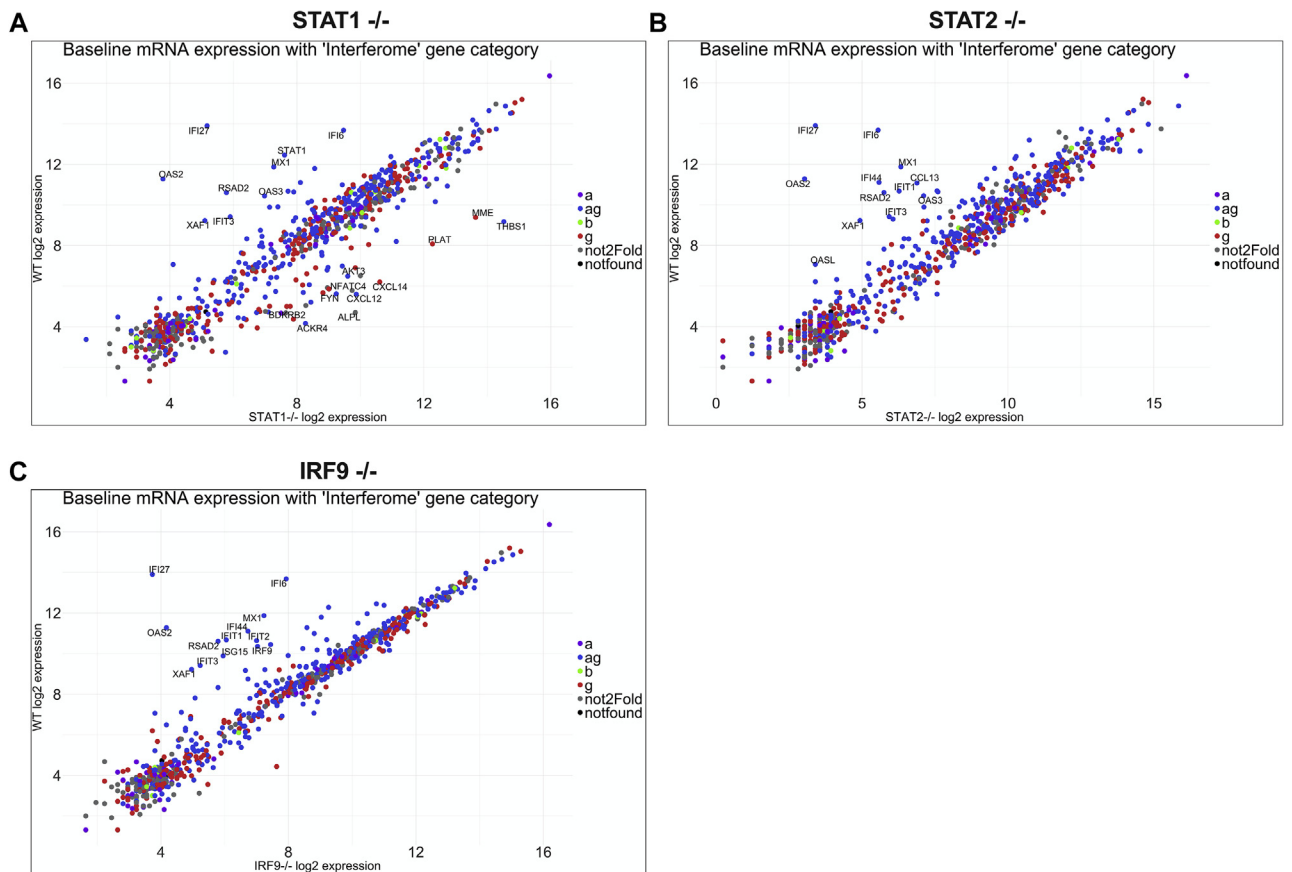 A
STAT1 -/-
Baseline mRNA expression with 'Interferome' gene category
WT log2 expression
16
12
8
4
IFI27
IFI6
STAT1
MX1
OAS2
RSAD2
OAS3
XAF1
IFIT3
MME
THBS1
PLAT
AKT3
NFATC4
CXCL14
FYN
CXCL12
BDKRB2
ALPL
ACKR4
4
8
12
16
STAT1-/- log2 expression
a
ag
b
g
not2Fold
notfound
B
STAT2 -/-
Baseline mRNA expression with 'Interferome' gene category
WT log2 expression
16
12
8
4
IFI27
IFI6
MX1
OAS2
IFI44
CCL13
IFIT1
RSAD2
OAS3
IFIT3
XAF1
OASL
0
5
10
15
STAT2-/- log2 expression
a
ag
b
g
not2Fold
notfound
C
IRF9 -/-
Baseline mRNA expression with 'Interferome' gene category
WT log2 expression
16
12
8
4
IFI27
IFI6
MX1
OAS2
IFI44
IFIT1
IFIT2
RSAD2
ISG15
IRF9
IFIT3
XAF1
4
8
12
16
IRF9-/- log2 expression
a
ag
b
g
not2Fold
notfound